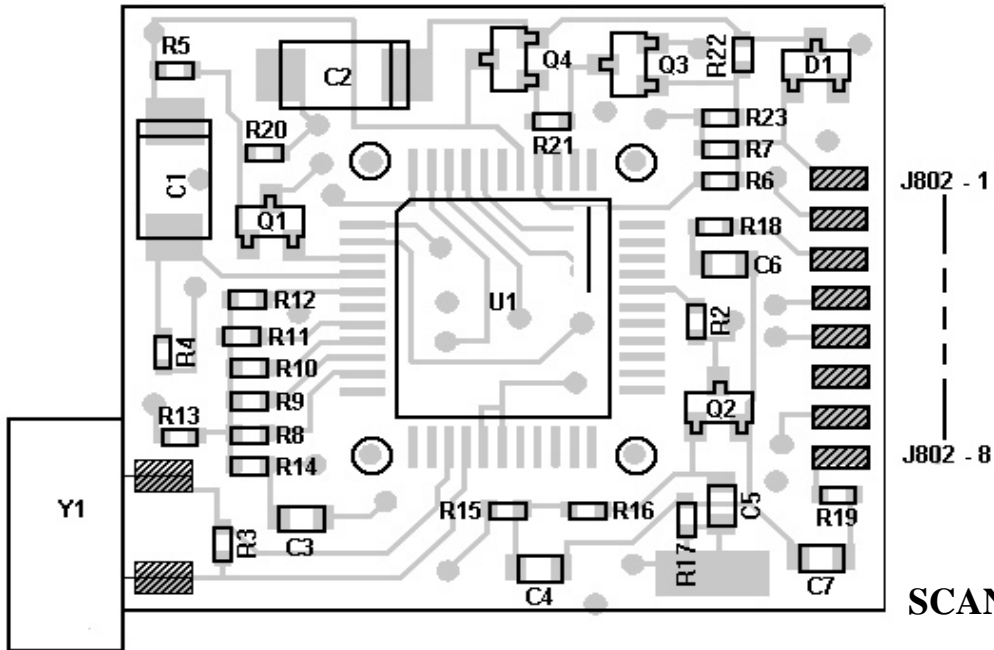 R5
C2
Q4
Q3
R22
D1
R20
R21
R23
R7
R6
J802 - 1
C1
Q1
R18
C6
R12
U1
R2
R11
R4
R10
R9
Q2
R13
R8
J802 - 8
R14
Y1
R15
R16
C5
R19
R3
C3
R17
C4
C7
SCAN